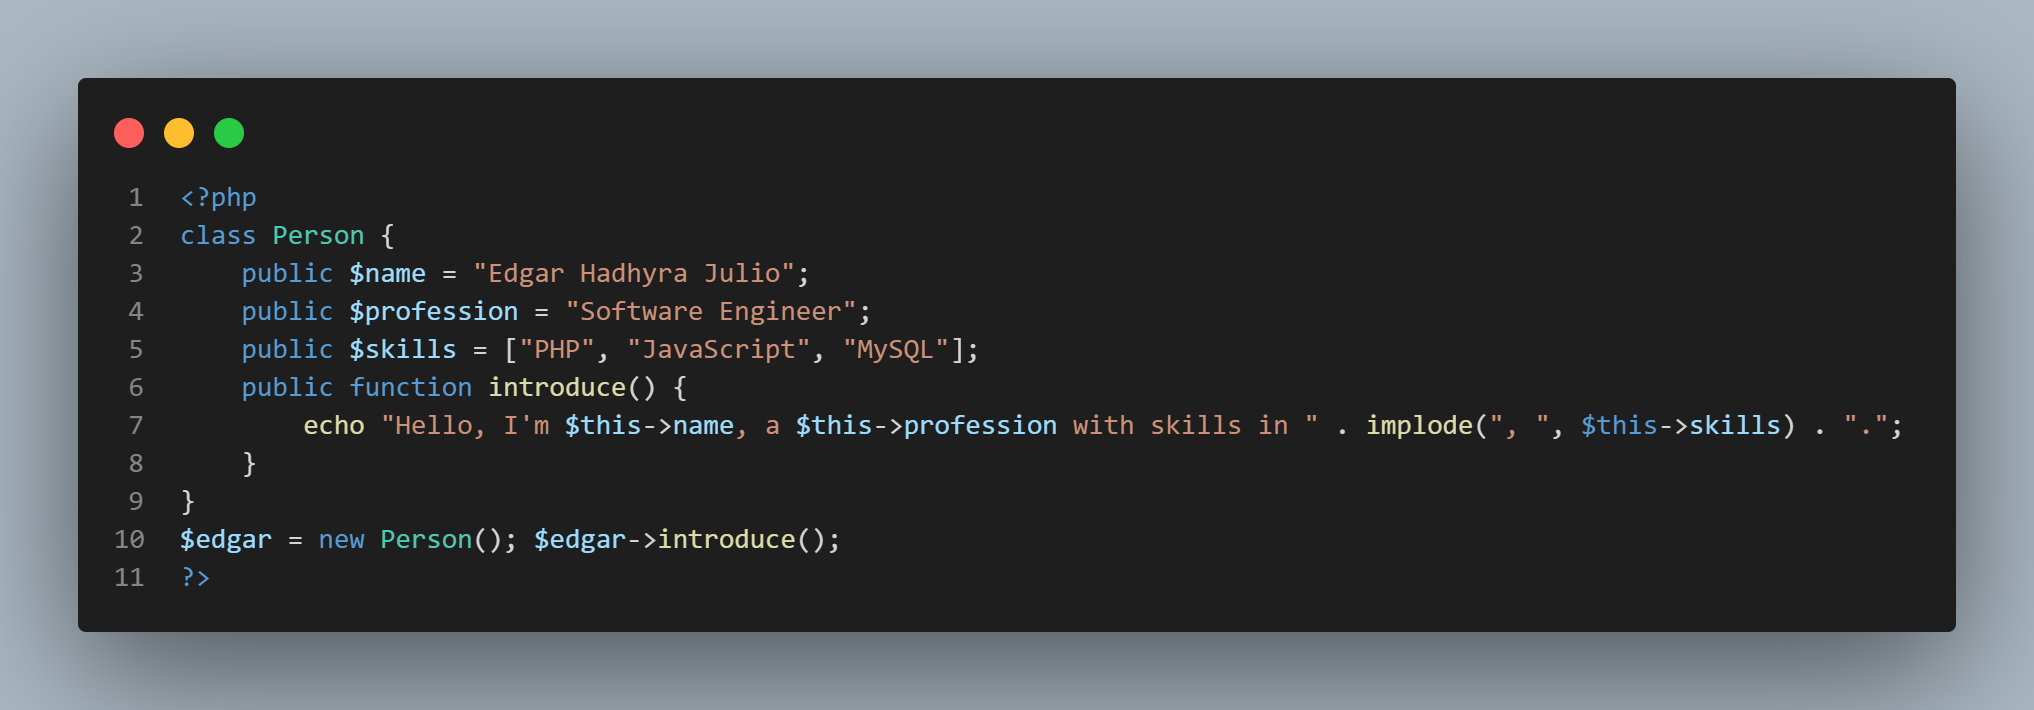 1 <?php
2 class Person {
3     public $name = "Edgar Hadhyra Julio";
4     public $profession = "Software Engineer";
5     public $skills = ["PHP", "JavaScript", "MySQL"];
6     public function introduce() {
7         echo "Hello, I'm $this->name, a $this->profession with skills in " . implode(", ", $this->skills) . ".";
8     }
9 }
10 $edgar = new Person(); $edgar->introduce();
11 ?>